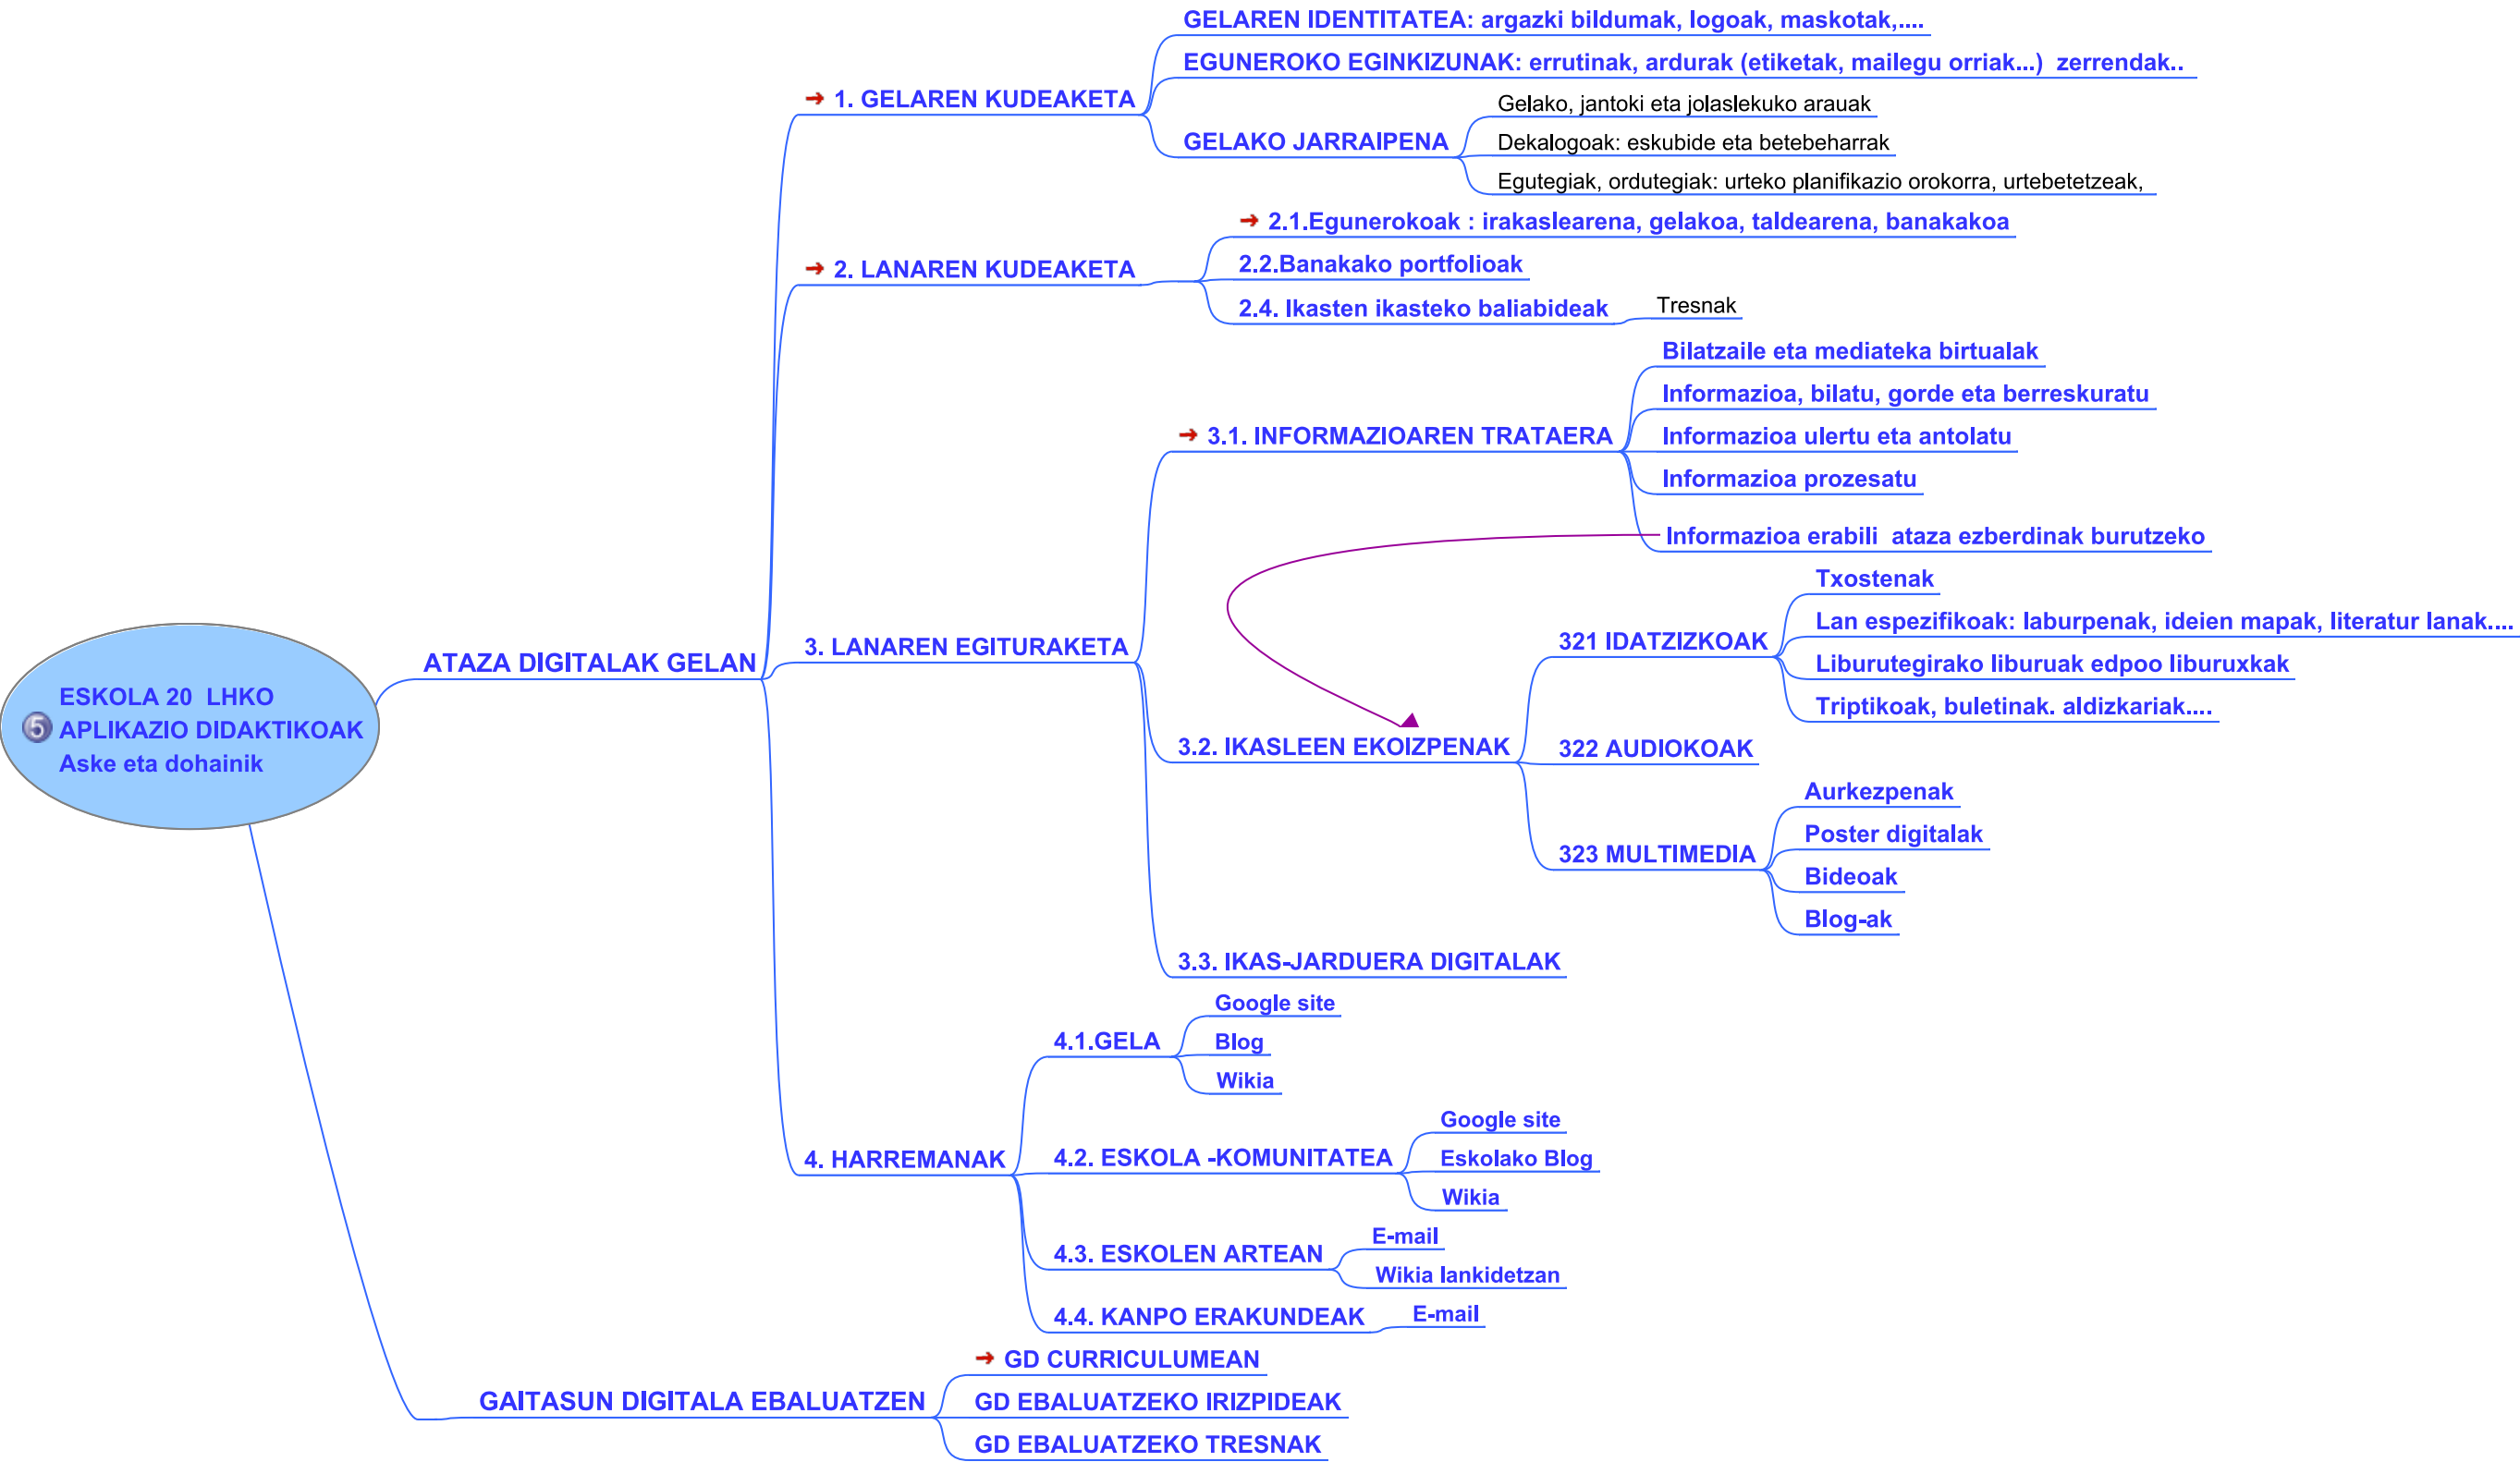 ESKOLA 20  LHKO
5 APLIKAZIO DIDAKTIKOAK
Aske eta dohainik
ATAZA DIGITALAK GELAN
1. GELAREN KUDEAKETA
GELAREN IDENTITATEA: argazki bildumak, logoak, maskotak,....
EGUNEROKO EGINKIZUNAK: errutinak, ardurak (etiketak, mailegu orriak...)  zerrendak..
GELAKO JARRAIPENA
Gelako, jantoki eta jolaslekuko arauak
Dekalogoak: eskubide eta betebeharrak
Egutegiak, ordutegiak: urteko planifikazio orokorra, urtebetetzeak,
2. LANAREN KUDEAKETA
2.1.Egunerokoak : irakaslearena, gelakoa, taldearena, banakakoa
2.2.Banakako portfolioak
2.4. Ikasten ikasteko baliabideak
Tresnak
3. LANAREN EGITURAKETA
3.1. INFORMAZIOAREN TRATAERA
Bilatzaile eta mediateka birtualak
Informazioa, bilatu, gorde eta berreskuratu
Informazioa ulertu eta antolatu
Informazioa prozesatu
Informazioa erabili  ataza ezberdinak burutzeko
3.2. IKASLEEN EKOIZPENAK
321 IDATZIZKOAK
Txostenak
Lan espezifikoak: laburpenak, ideien mapak, literatur lanak....
Liburutegirako liburuak edpoo liburuxkak
Triptikoak, buletinak. aldizkariak....
322 AUDIOKOAK
323 MULTIMEDIA
Aurkezpenak
Poster digitalak
Bideoak
Blog-ak
3.3. IKAS-JARDUERA DIGITALAK
4. HARREMANAK
4.1.GELA
Google site
Blog
Wikia
4.2. ESKOLA -KOMUNITATEA
Google site
Eskolako Blog
Wikia
4.3. ESKOLEN ARTEAN
E-mail
Wikia lankidetzan
4.4. KANPO ERAKUNDEAK
E-mail
GAITASUN DIGITALA EBALUATZEN
GD CURRICULUMEAN
GD EBALUATZEKO IRIZPIDEAK
GD EBALUATZEKO TRESNAK